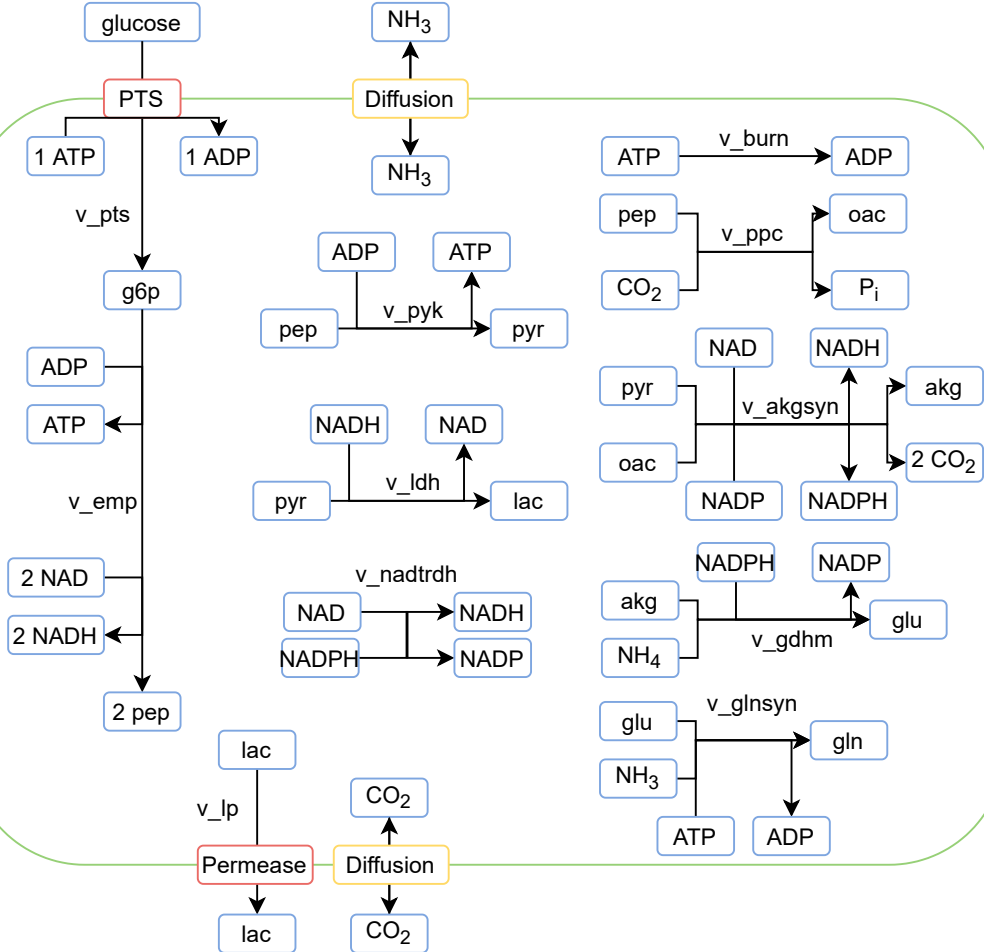 glucose
NH3
PTS
Diffusion
1 ATP
1 ADP
NH3
v_pts
g6p
ADP
ATP
v_emp
2 NAD
2 NADH
2 pep
ADP
ATP
pep
v_pyk
pyr
NADH
NAD
pyr
v_ldh
lac
v_nadtrdh
NAD
NADH
NADPH
NADP
lac
v_lp
Permease
lac
CO2
Diffusion
CO2
ATP
v_burn
ADP
pep
v_ppc
oac
CO2
Pi
NAD
NADH
pyr
v_akgsyn
akg
oac
2 CO2
NADP
NADPH
NADPH
NADP
akg
glu
v_gdhm
NH4
v_glnsyn
glu
gln
NH3
ATP
ADP